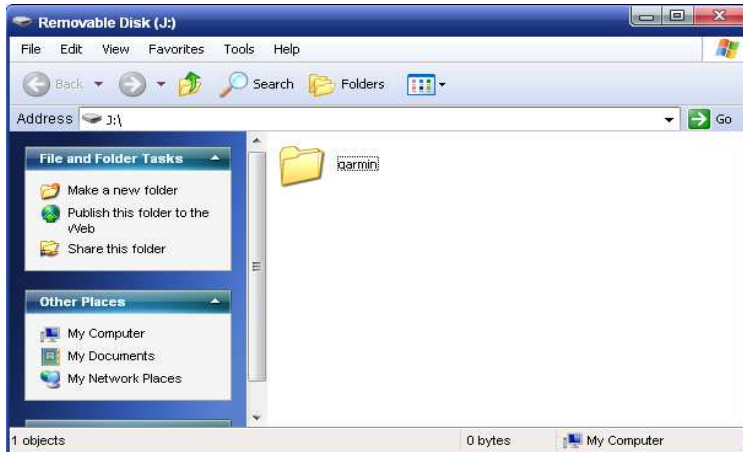 Removable Disk (J:)
File Edit View Favorites Tools Help
Back Search Folders
Address J:\ Go
File and Folder Tasks
Make a new folder
Publish this folder to the
Web
Share this folder
Other Places
My Computer
My Documents
My Network Places
garmin
1 objects 0 bytes My Computer